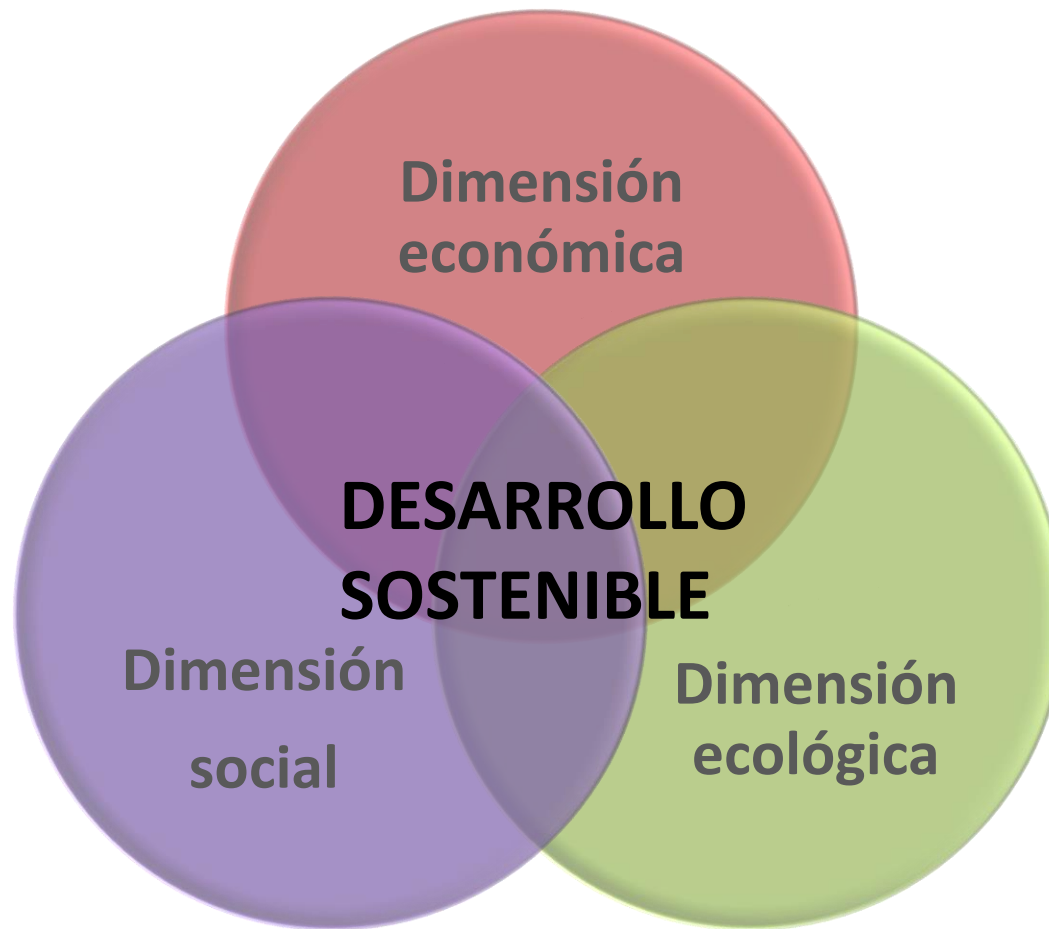 Dimensión
económica
DESARROLLO
SOSTENIBLE
Dimensión
social
Dimensión
ecológica